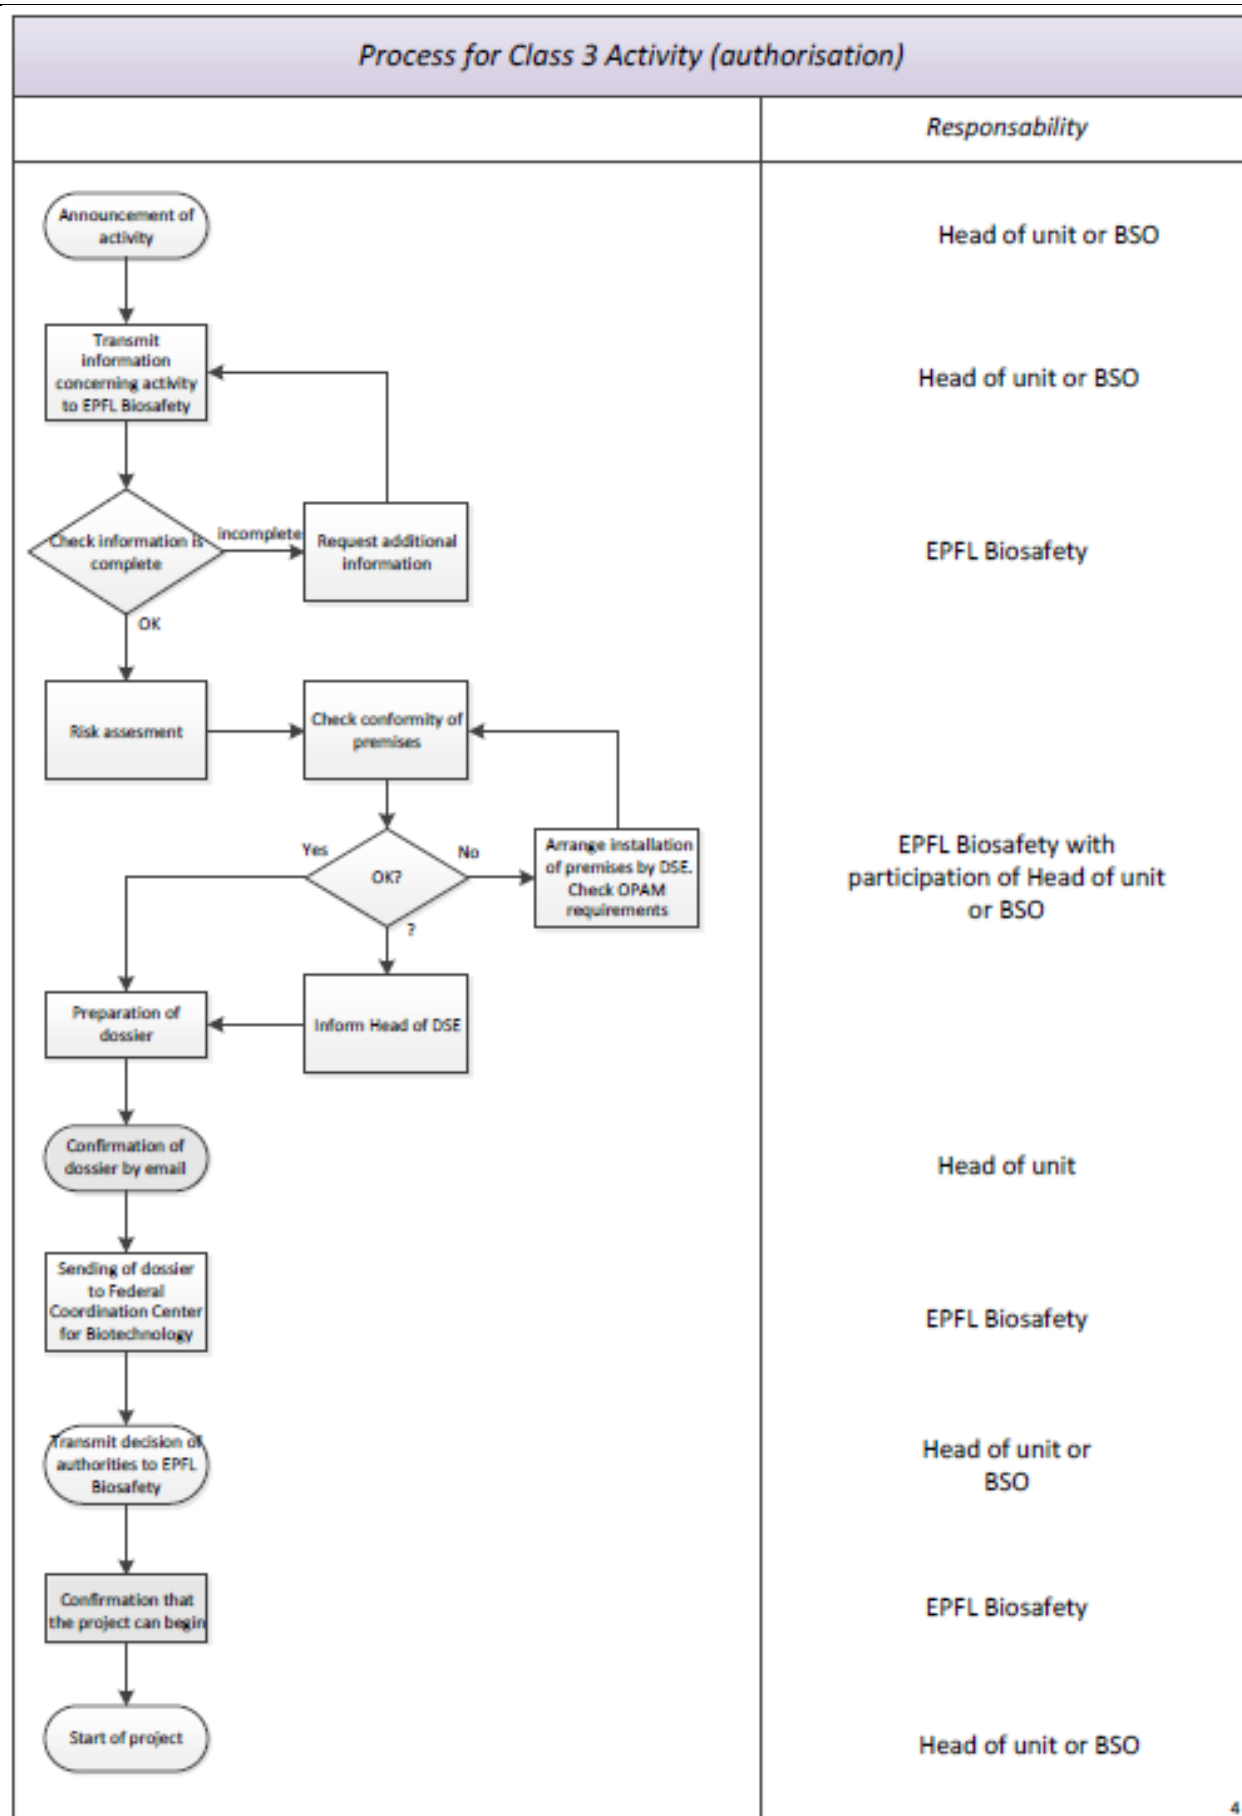 Process for Class 3 Activity (authorisation)
Responsability
Announcement of
activity
Head of unit or BSO
Transmit
information
concerning activity
to EPFL Biosafety
Head of unit or BSO
Check information is
complete
incomplete
Request additional
information
EPFL Biosafety
OK
Risk assesment
Check conformity of
premises
Yes
OK?
No
Arrange installation
of premises by DSE.
Check OPAM
requirements
EPFL Biosafety with
participation of Head of unit
or BSO
?
Preparation of
dossier
Inform Head of DSE
Confirmation of
dossier by email
Head of unit
Sending of dossier
to Federal
Coordination Center
for Biotechnology
EPFL Biosafety
Transmit decision of
authorities to EPFL
Biosafety
Head of unit or
BSO
Confirmation that
the project can begin
EPFL Biosafety
Start of project
Head of unit or BSO
4